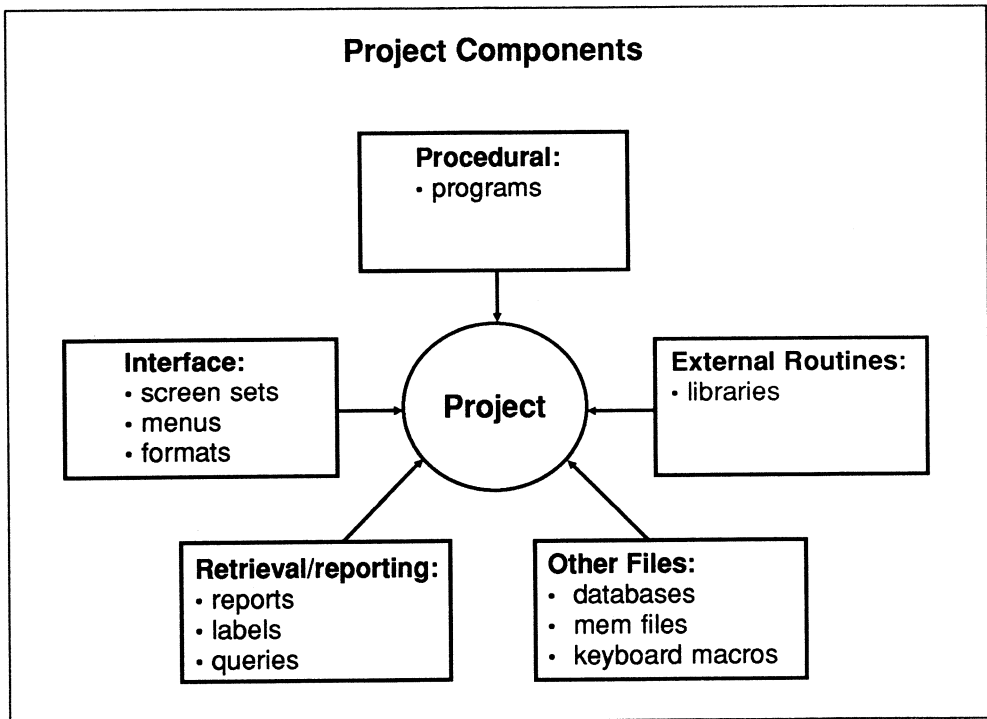 Project Components
Procedural:
• programs
Interface:
• screen sets
• menus
• formats
Project
External Routines:
• libraries
Retrieval/reporting:
• reports
• labels
• queries
Other Files:
• databases
• mem files
• keyboard macros